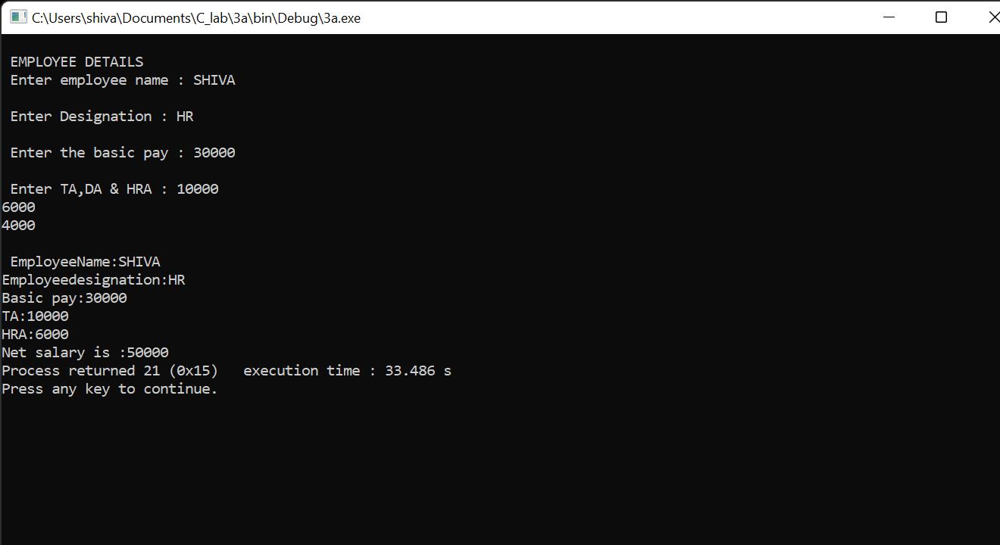 C:\Users\shiva\Documents\C_lab\3a\bin\Debug\3a.exe
EMPLOYEE DETAILS
Enter employee name : SHIVA
Enter Designation : HR
Enter the basic pay : 30000
Enter TA,DA & HRA : 10000
6000
4000
EmployeeName:SHIVA
Employeedesignation:HR
Basic pay:30000
TA:10000
HRA:6000
Net salary is :50000
Process returned 21 (0x15)   execution time : 33.486 s
Press any key to continue.